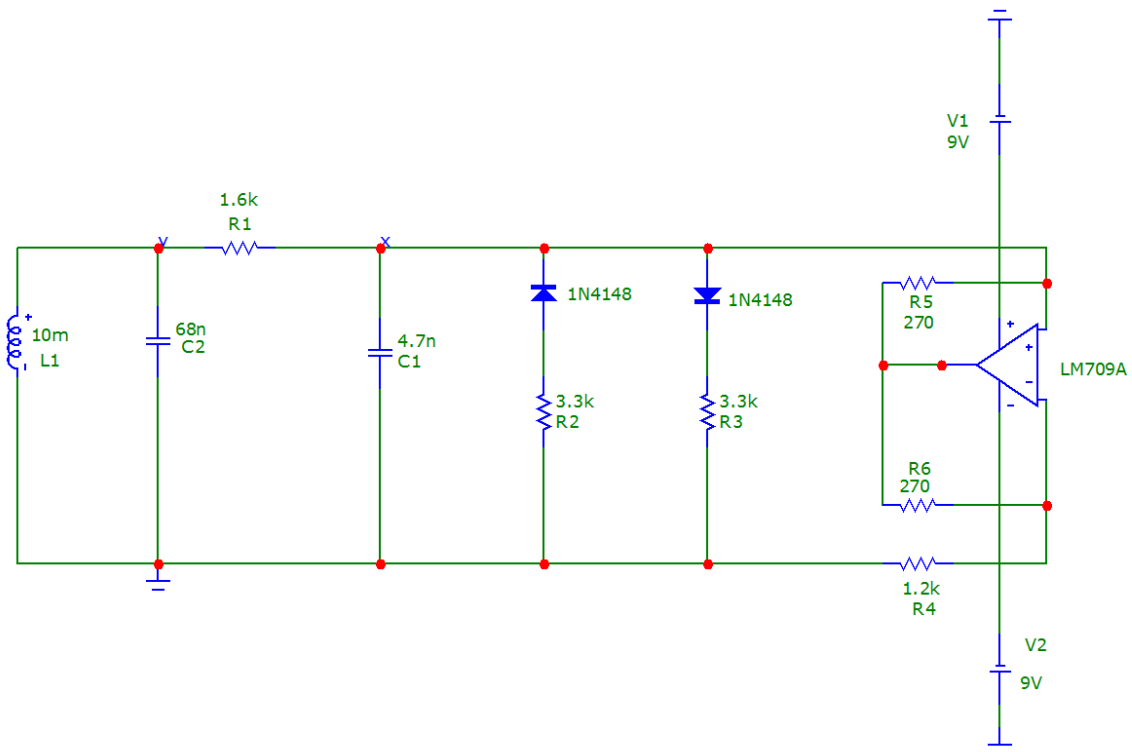 V1
9V
1.6k
R1
Y
X
1N4148
1N4148
R5
270
+
10m
L1
-
68n
C2
4.7n
C1
+
+
-
-
LM709A
3.3k
R2
3.3k
R3
R6
270
1.2k
R4
V2
9V